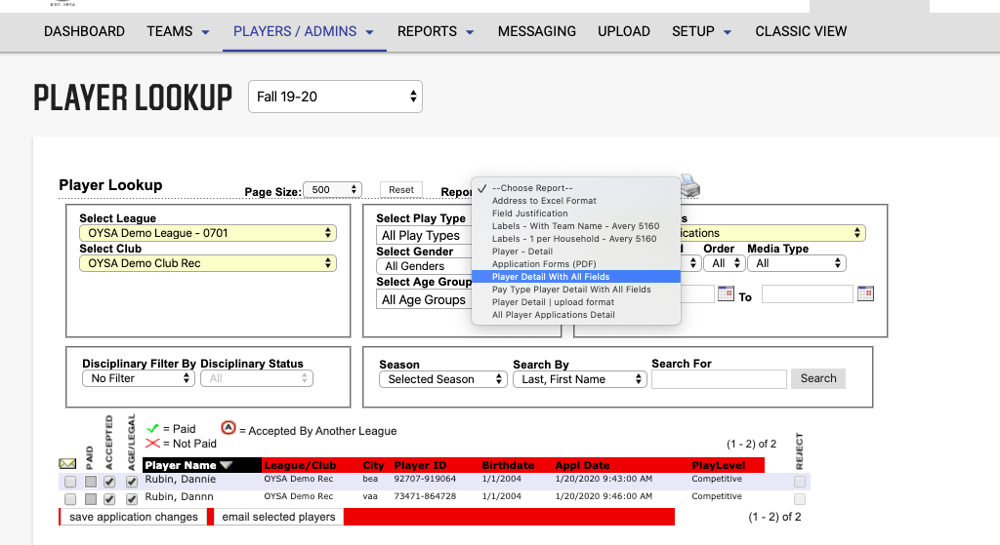 EST. 1974
DASHBOARD TEAMS PLAYERS / ADMINS REPORTS MESSAGING UPLOAD SETUP CLASSIC VIEW
PLAYER LOOKUP Fall 19-20
Player Lookup Page Size: 500 Reset Repor
--Choose Report--
Address to Excel Format
Field Justification
Labels - With Team Name - Avery 5160
Labels - 1 per Household - Avery 5160
Player - Detail
Application Forms (PDF)
Player Detail With All Fields
Pay Type Player Detail With All Fields
Player Detail | upload format
All Player Applications Detail
Select League
OYSA Demo League - 0701
Select Club
OYSA Demo Club Rec
Select Play Type
All Play Types
Select Gender
All Genders
Select Age Group
All Age Groups
s
cations
d Order Media Type
All All
To
Disciplinary Filter By Disciplinary Status
No Filter All
Season Search By Search For
Selected Season Last, First Name Search
= Paid A = Accepted By Another League
= Not Paid
(1 - 2) of 2
PAID ACCEPTED AGE/LEGAL Player Name League/Club City Player ID Birthdate Appl Date PlayLevel REJECT
Rubin, Dannie OYSA Demo Rec bea 92707-919064 1/1/2004 1/20/2020 9:43:00 AM Competitive
Rubin, Dannn OYSA Demo Rec vaa 73471-864728 1/1/2004 1/20/2020 9:46:00 AM Competitive
save application changes email selected players (1 - 2) of 2